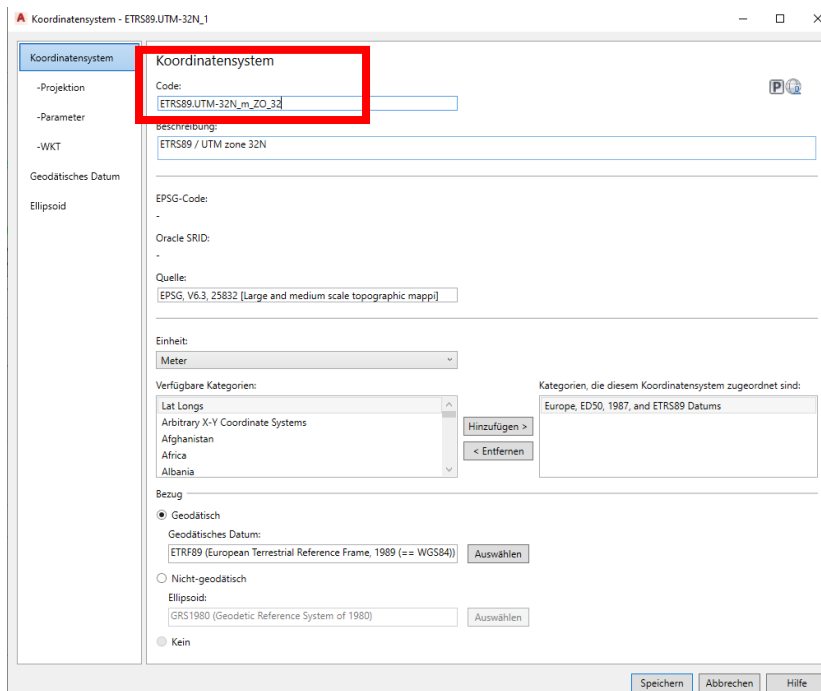 Koordinatensystem - ETRS89.UTM-32N_1
Koordinatensystem
-Projektion
-Parameter
-WKT
Geodätisches Datum
Ellipsoid
Koordinatensystem
Code:
ETRS89.UTM-32N_m_ZO_32
Beschreibung:
ETRS89 / UTM zone 32N
EPSG-Code:
-
Oracle SRID:
-
Quelle:
EPSG, V6.3, 25832 [Large and medium scale topographic mappi]
Einheit:
Meter
Verfügbare Kategorien:
Lat Longs
Arbitrary X-Y Coordinate Systems
Afghanistan
Africa
Albania
Hinzufügen >
< Entfernen
Kategorien, die diesem Koordinatensystem zugeordnet sind:
Europe, ED50, 1987, and ETRS89 Datums
Bezug
Geodätisch
Geodätisches Datum:
ETRF89 (European Terrestrial Reference Frame, 1989 (== WGS84))
Auswählen
Nicht-geodätisch
Ellipsoid:
GRS1980 (Geodetic Reference System of 1980)
Auswählen
Kein
Speichern
Abbrechen
Hilfe